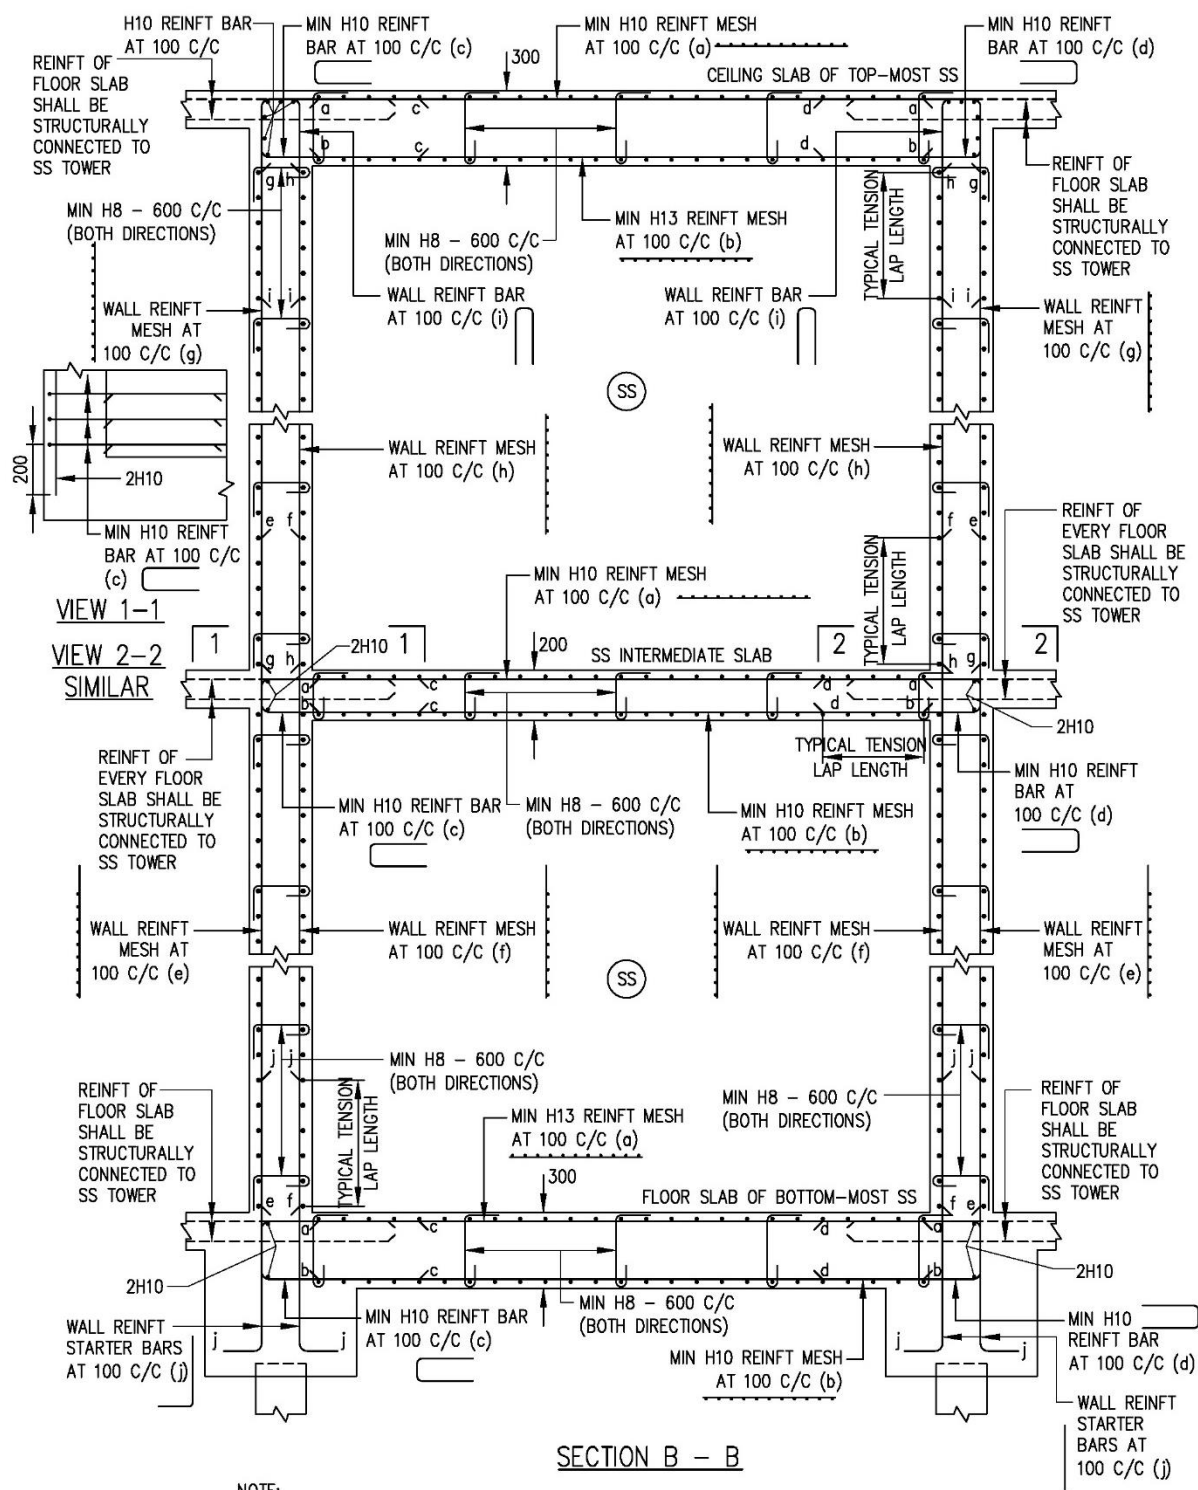 H10 REINFT BAR
AT 100 C/C
MIN H10 REINFT
BAR AT 100 C/C (c)
MIN H10 REINFT MESH
AT 100 C/C (a)
MIN H10 REINFT
BAR AT 100 C/C (d)
REINFT OF
FLOOR SLAB
SHALL BE
STRUCTURALLY
CONNECTED TO
SS TOWER
300
CEILING SLAB OF TOP-MOST SS
a
c
d
a
b
c
d
b
g
h
h
g
REINFT OF
FLOOR SLAB
SHALL BE
STRUCTURALLY
CONNECTED TO
SS TOWER
MIN H8 - 600 C/C
(BOTH DIRECTIONS)
MIN H8 - 600 C/C
(BOTH DIRECTIONS)
MIN H13 REINFT MESH
AT 100 C/C (b)
TYPICAL TENSION
LAP LENGTH
i
i
i
i
WALL REINFT BAR
AT 100 C/C (i)
WALL REINFT BAR
AT 100 C/C (i)
WALL REINFT
MESH AT
100 C/C (g)
WALL REINFT
MESH AT
100 C/C (g)
SS
200
2H10
MIN H10 REINFT
BAR AT 100 C/C
(c)
VIEW 1-1
VIEW 2-2
SIMILAR
WALL REINFT MESH
AT 100 C/C (h)
WALL REINFT MESH
AT 100 C/C (h)
e
f
f
e
REINFT OF
EVERY FLOOR
SLAB SHALL BE
STRUCTURALLY
CONNECTED TO
SS TOWER
MIN H10 REINFT MESH
AT 100 C/C (a)
TYPICAL TENSION
LAP LENGTH
1
2H10
1
200
SS INTERMEDIATE SLAB
2
2
g
h
h
g
a
c
d
a
b
c
d
b
2H10
TYPICAL TENSION
LAP LENGTH
REINFT OF
EVERY FLOOR
SLAB SHALL BE
STRUCTURALLY
CONNECTED TO
SS TOWER
MIN H10 REINFT BAR
AT 100 C/C (c)
MIN H8 - 600 C/C
(BOTH DIRECTIONS)
MIN H10 REINFT MESH
AT 100 C/C (b)
MIN H10 REINFT
BAR AT
100 C/C (d)
WALL REINFT
MESH AT
100 C/C (e)
WALL REINFT MESH
AT 100 C/C (f)
WALL REINFT MESH
AT 100 C/C (f)
WALL REINFT
MESH AT
100 C/C (e)
SS
j
j
j
j
MIN H8 - 600 C/C
(BOTH DIRECTIONS)
MIN H8 - 600 C/C
(BOTH DIRECTIONS)
REINFT OF
FLOOR SLAB
SHALL BE
STRUCTURALLY
CONNECTED TO
SS TOWER
TYPICAL TENSION
LAP LENGTH
MIN H13 REINFT MESH
AT 100 C/C (a)
REINFT OF
FLOOR SLAB
SHALL BE
STRUCTURALLY
CONNECTED TO
SS TOWER
300
FLOOR SLAB OF BOTTOM-MOST SS
e
f
f
e
a
c
d
a
b
c
d
b
2H10
2H10
MIN H10 REINFT BAR
AT 100 C/C (c)
MIN H8 - 600 C/C
(BOTH DIRECTIONS)
MIN H10
REINFT BAR
AT 100 C/C (d)
WALL REINFT
STARTER BARS
AT 100 C/C (j)
j
j
j
j
MIN H10 REINFT MESH
AT 100 C/C (b)
WALL REINFT
STARTER
BARS AT
100 C/C (j)
SECTION B - B
NOTE: